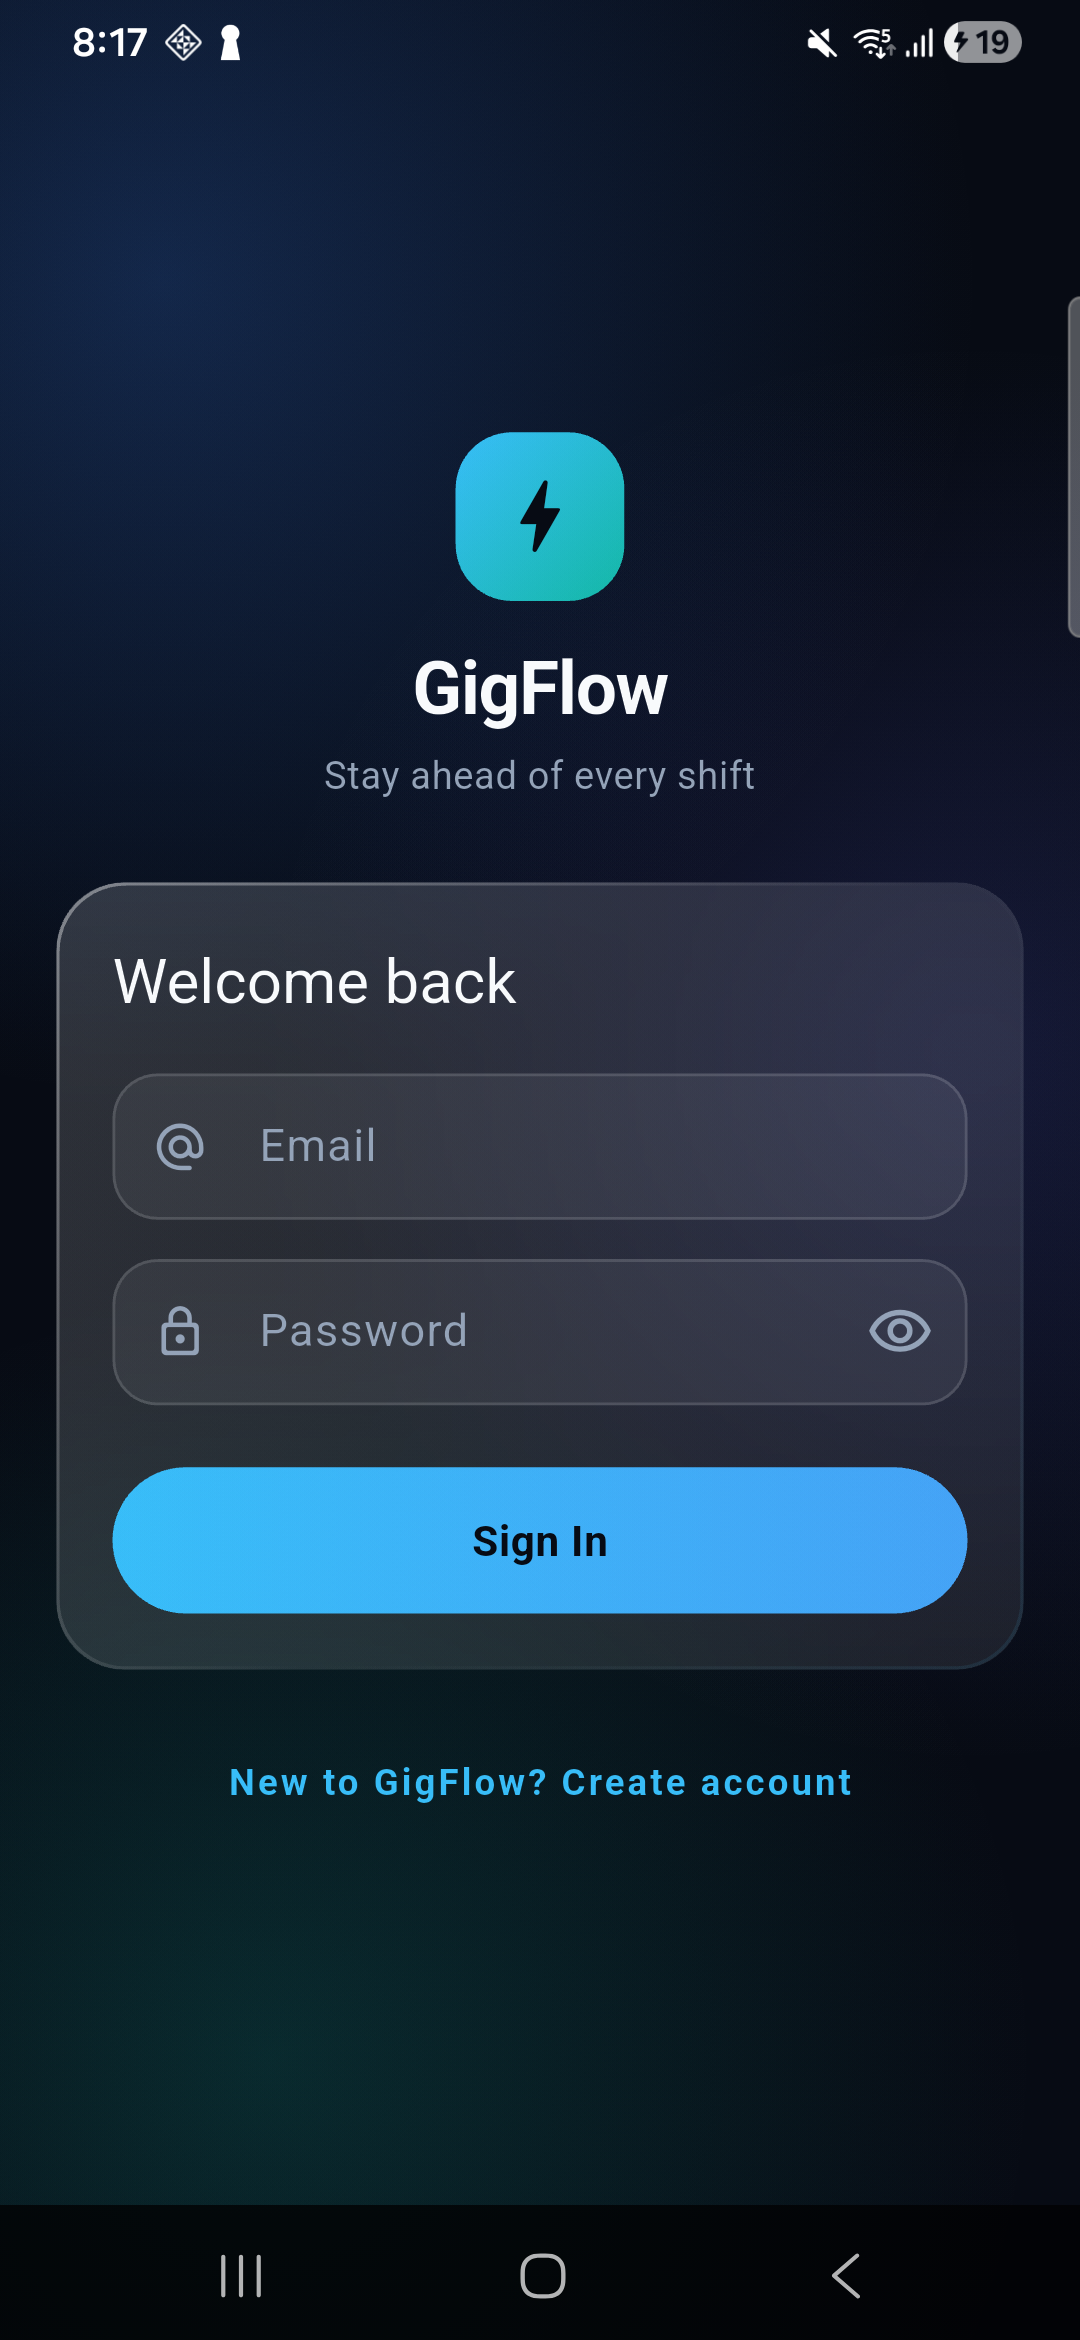 8:17
5
19
GigFlow
Stay ahead of every shift
Welcome back
Email
Password
Sign In
New to GigFlow? Create account